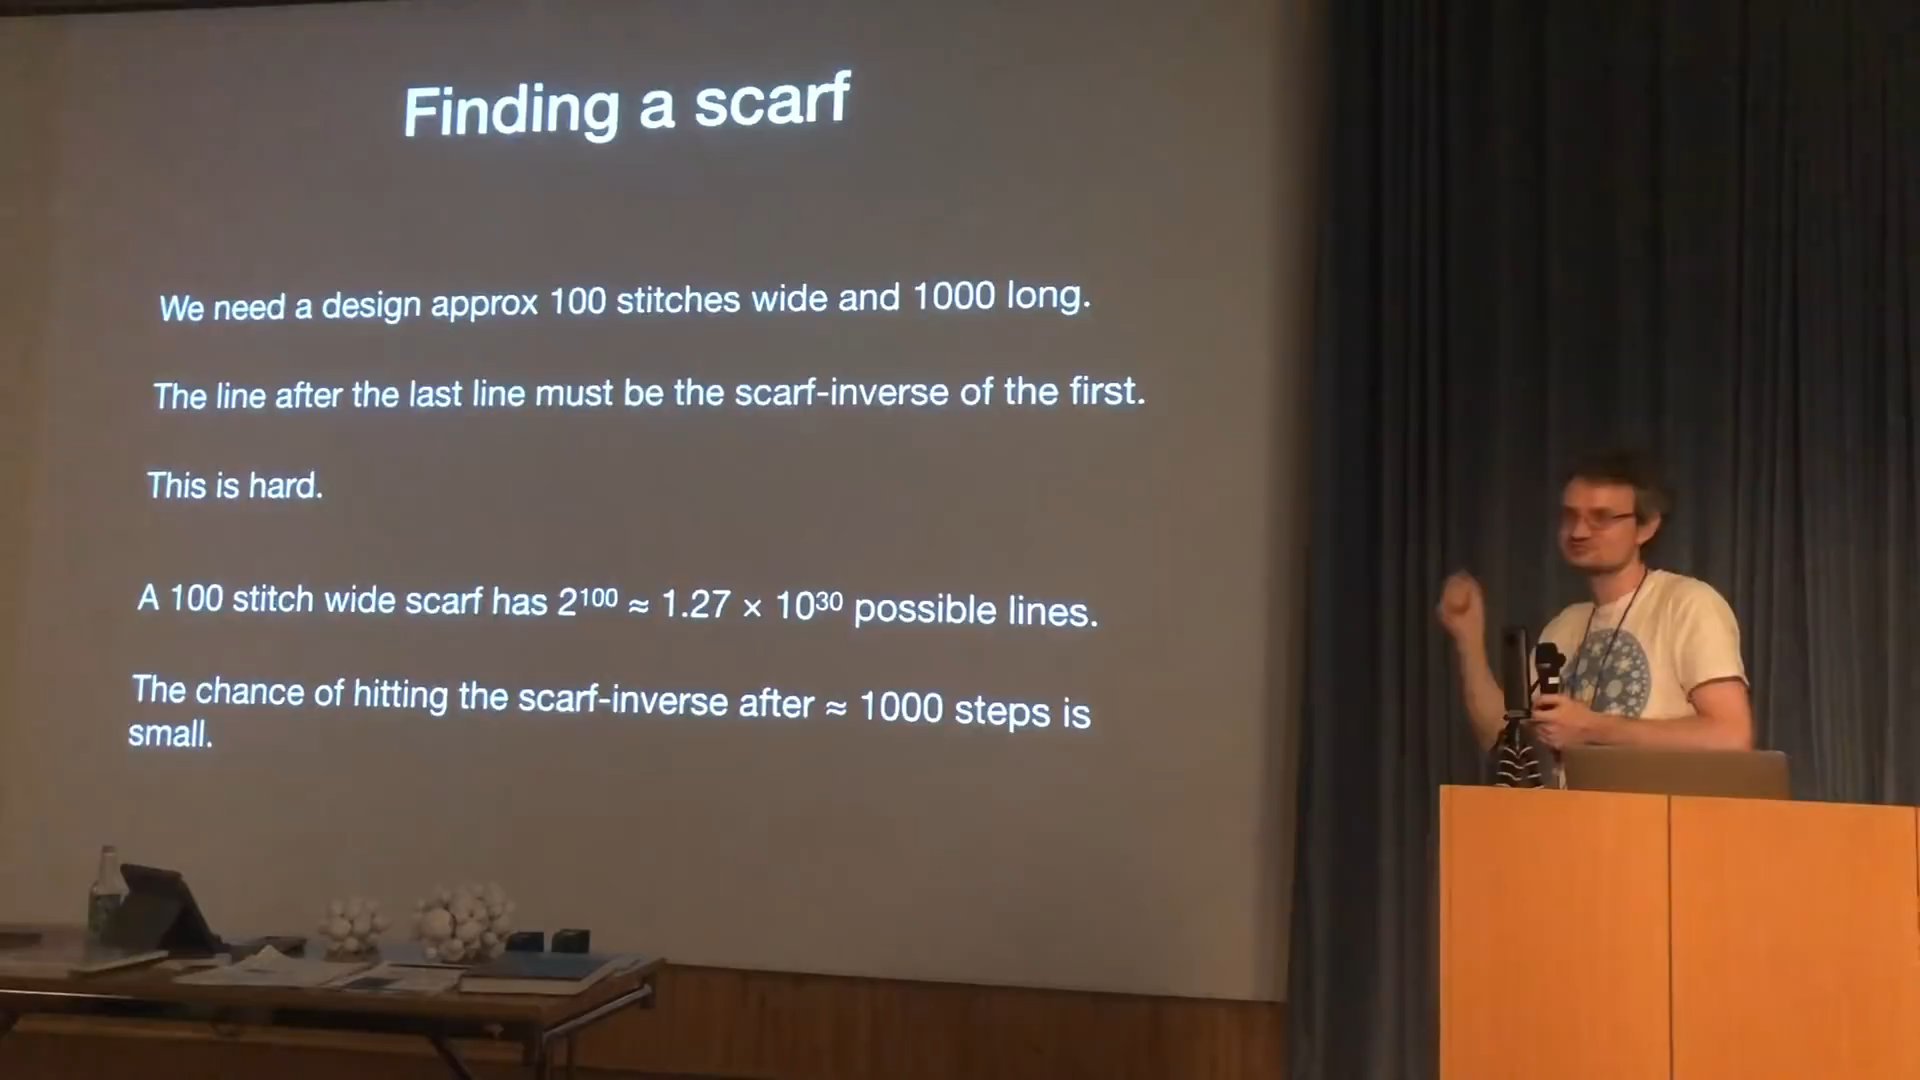 Finding a scarf
We need a design approx 100 stitches wide and 1000 long.
The line after the last line must be the scarf-inverse of the first.
This is hard.
A 100 stitch wide scarf has 2¹⁰⁰ ≈ 1.27 × 10³⁰ possible lines.
The chance of hitting the scarf-inverse after ≈ 1000 steps is
small.